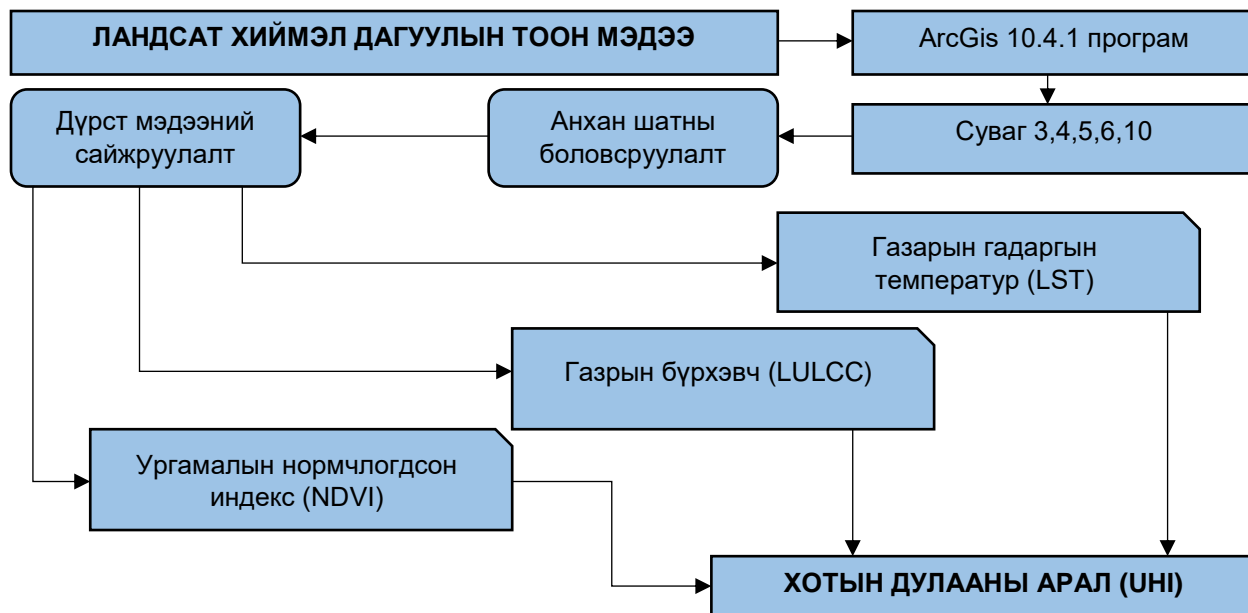 ЛАНДСАТ ХИЙМЭЛ ДАГУУЛЫН ТООН МЭДЭЭ
ArcGis 10.4.1 програм
Дүрст мэдээний
сайжруулалт
Анхан шатны
боловсруулалт
Суваг 3,4,5,6,10
Газарын гадаргын
температур (LST)
Газрын бүрхэвч (LULCC)
Ургамалын нормчлогдсон
индекс (NDVI)
ХОТЫН ДУЛААНЫ АРАЛ (UHI)